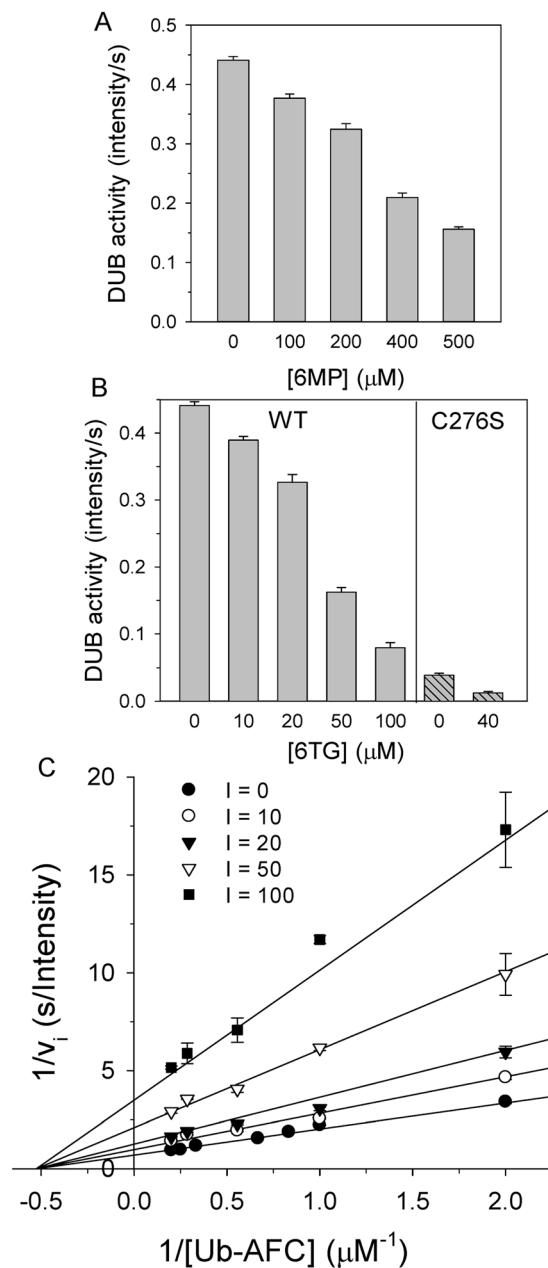 A
DUB activity (intensity/s)
0.5
0.4
0.3
0.2
0.1
0.0
0 100 200 400 500
[6MP] (μM)
B
DUB activity (intensity/s)
WT C276S
0.4
0.3
0.2
0.1
0.0
0 10 20 50 100 0 40
[6TG] (μM)
C
1/vᵢ (s/Intensity)
20
15
10
5
0
I = 0
I = 10
I = 20
I = 50
I = 100
-0.5 0.0 0.5 1.0 1.5 2.0
1/[Ub-AFC] (μM⁻¹)